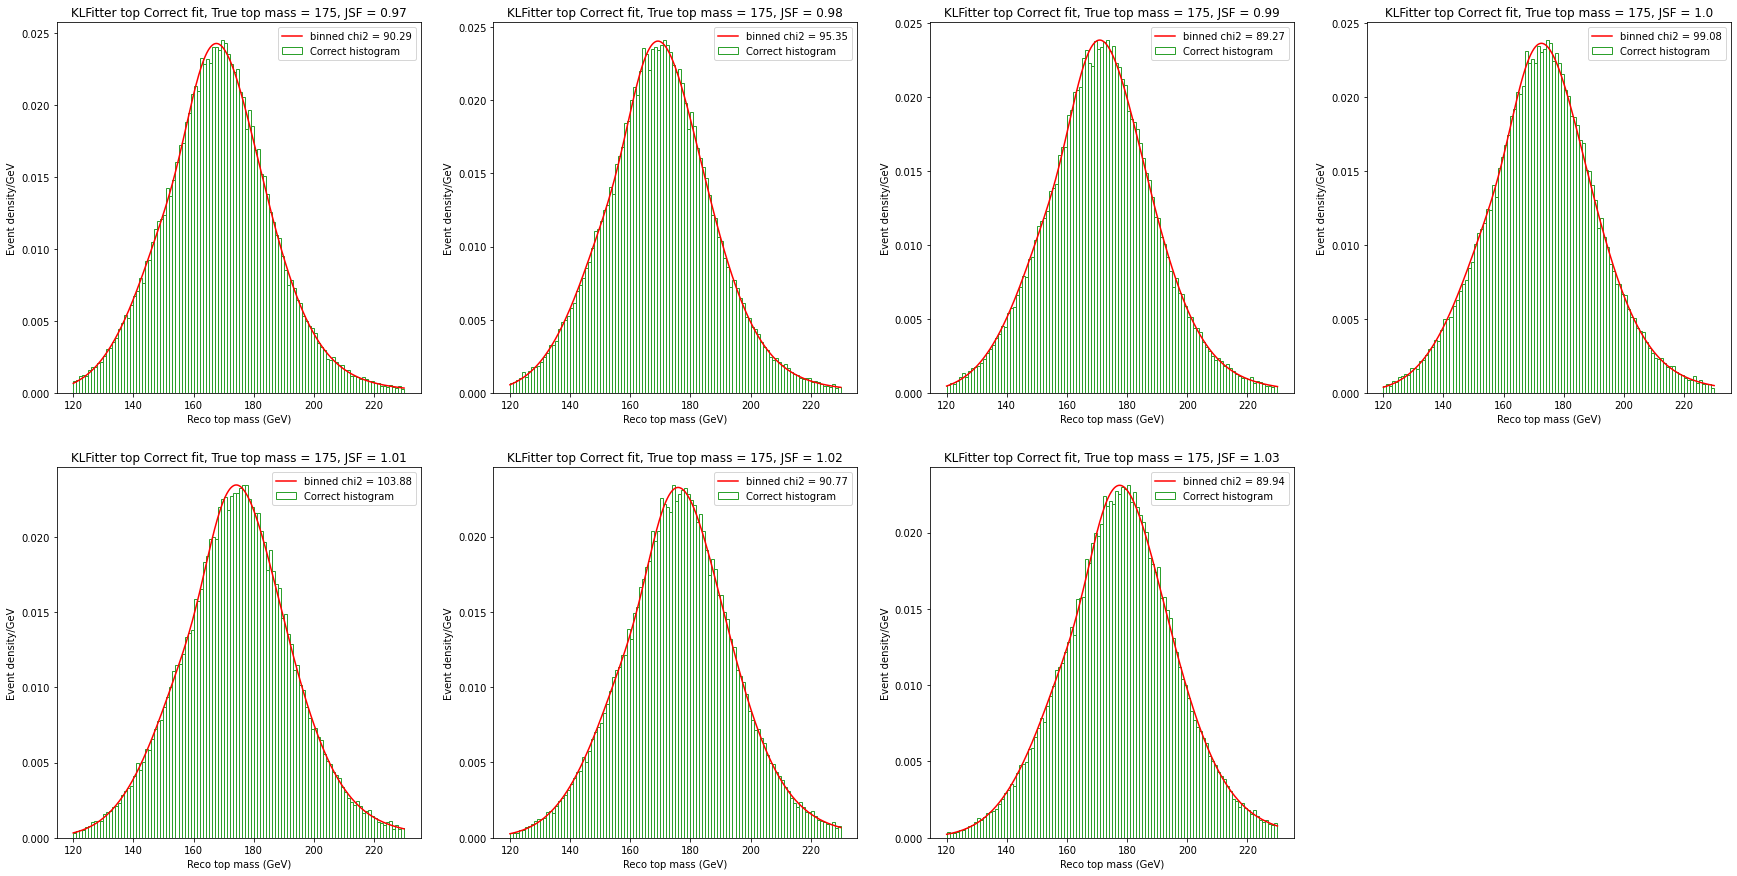 KLFitter top Correct fit, True top mass = 175, JSF = 0.97
binned chi2 = 90.29
Correct histogram
0.025
0.020
0.015
0.010
0.005
0.000
Event density/GeV
120 140 160 180 200 220
Reco top mass (GeV)
KLFitter top Correct fit, True top mass = 175, JSF = 0.98
binned chi2 = 95.35
Correct histogram
0.025
0.020
0.015
0.010
0.005
0.000
Event density/GeV
120 140 160 180 200 220
Reco top mass (GeV)
KLFitter top Correct fit, True top mass = 175, JSF = 0.99
binned chi2 = 89.27
Correct histogram
0.025
0.020
0.015
0.010
0.005
0.000
Event density/GeV
120 140 160 180 200 220
Reco top mass (GeV)
KLFitter top Correct fit, True top mass = 175, JSF = 1.0
binned chi2 = 99.08
Correct histogram
0.025
0.020
0.015
0.010
0.005
0.000
Event density/GeV
120 140 160 180 200 220
Reco top mass (GeV)
KLFitter top Correct fit, True top mass = 175, JSF = 1.01
binned chi2 = 103.88
Correct histogram
0.020
0.015
0.010
0.005
0.000
Event density/GeV
120 140 160 180 200 220
Reco top mass (GeV)
KLFitter top Correct fit, True top mass = 175, JSF = 1.02
binned chi2 = 90.77
Correct histogram
0.020
0.015
0.010
0.005
0.000
Event density/GeV
120 140 160 180 200 220
Reco top mass (GeV)
KLFitter top Correct fit, True top mass = 175, JSF = 1.03
binned chi2 = 89.94
Correct histogram
0.020
0.015
0.010
0.005
0.000
Event density/GeV
120 140 160 180 200 220
Reco top mass (GeV)